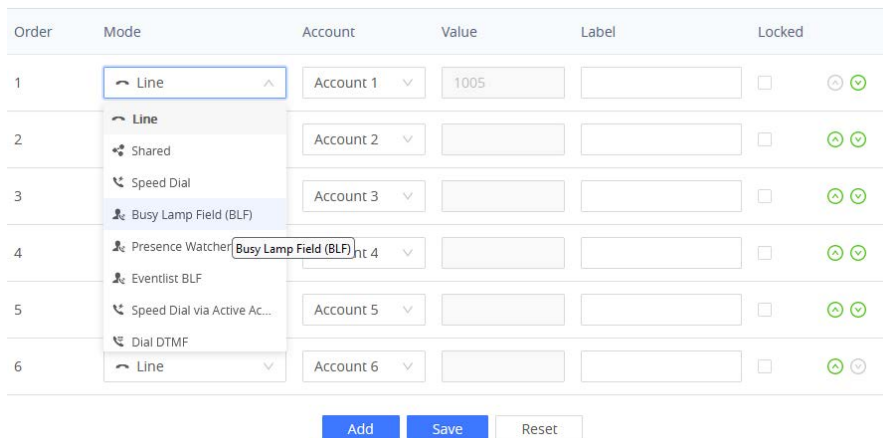 Order Mode Account Value Label Locked
1 Line Account 1 1005
Line
2 Account 2
Shared
Speed Dial
3 Account 3
Busy Lamp Field (BLF)
Presence Watcher
4 Busy Lamp Field (BLF) nt 4
Eventlist BLF
5 Speed Dial via Active Ac... Account 5
Dial DTMF
6 Line Account 6
Add Save Reset